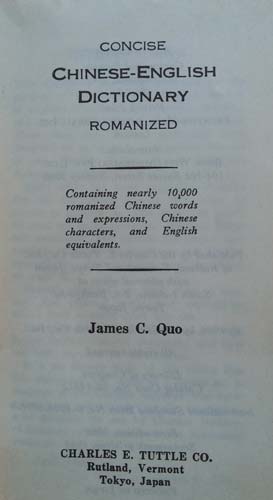 CONCISE
CHINESE-ENGLISH
DICTIONARY
ROMANIZED
Containing nearly 10,000
romanized Chinese words
and expressions, Chinese
characters, and English
equivalents.
James C. Quo
CHARLES E. TUTTLE CO.
Rutland, Vermont
Tokyo, Japan